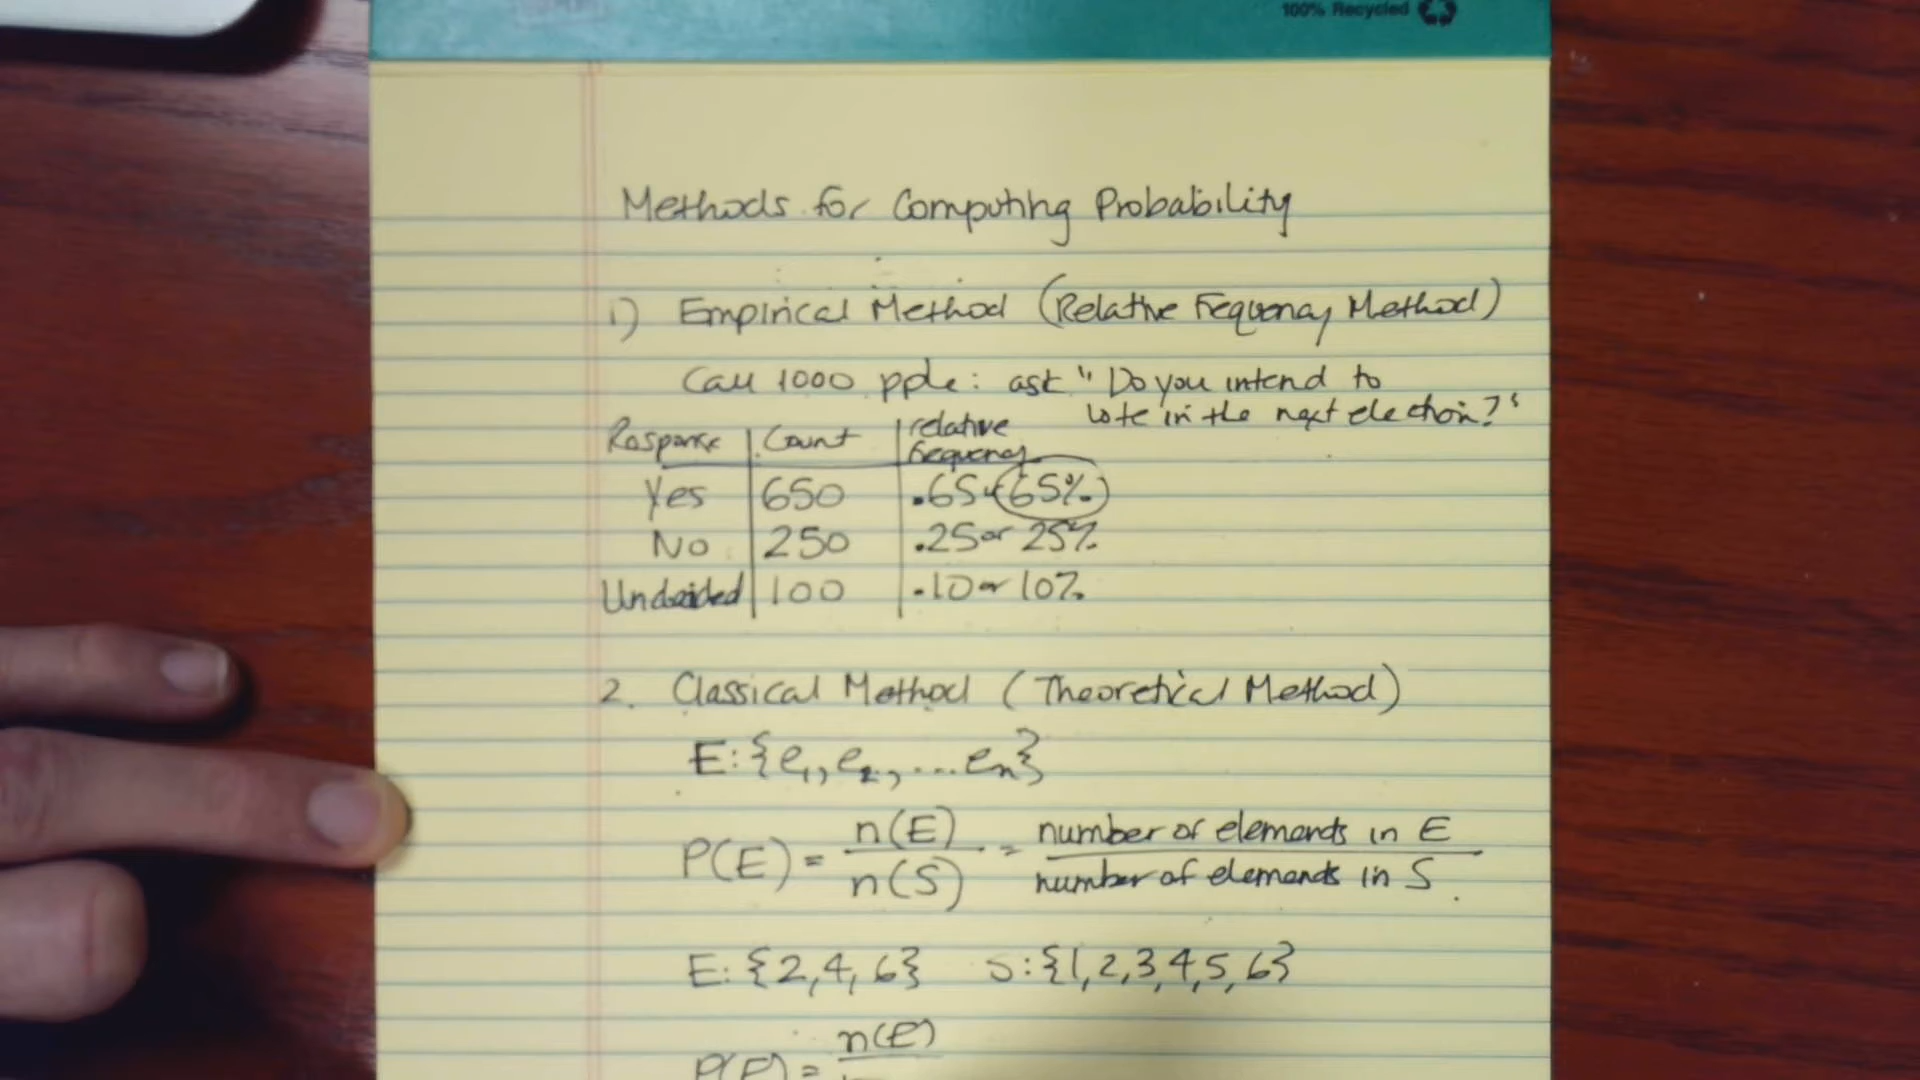 100% Recycled
Methods for Computing Probability
1) Empirical Method (Relative Frequency Method)
Call 1000 pple: ask "Do you intend to
vote in the next election?"
Response | Count | relative frequency
Yes | 650 | .65 or 65%
No | 250 | .25 or 25%
Undecided | 100 | .10 or 10%
2. Classical Method (Theoretical Method)
E: {e₁, e₂, ... eₙ}
P(E) = n(E) / n(S) = number of elements in E / number of elements in S
E: {2, 4, 6} S: {1, 2, 3, 4, 5, 6}
P(E) = n(E)